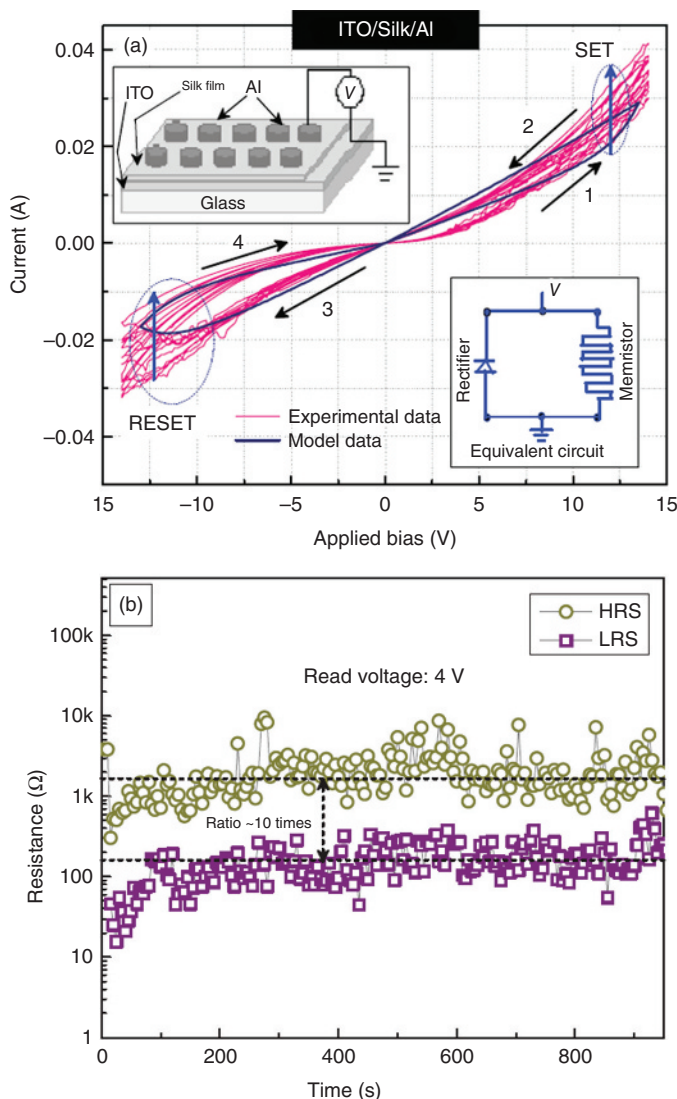 ITO/Silk/Al
(a)
SET
ITO
Silk film
Al
V
Glass
2
1
4
3
RESET
Experimental data
Model data
V
Rectifier
Memristor
Equivalent circuit
Current (A)
0.04
0.02
0.00
−0.02
−0.04
15
−10
−5
0
5
10
15
Applied bias (V)
(b)
HRS
LRS
Read voltage: 4 V
Ratio ~10 times
Resistance (Ω)
100k
10k
1k
100
10
1
0
200
400
600
800
Time (s)